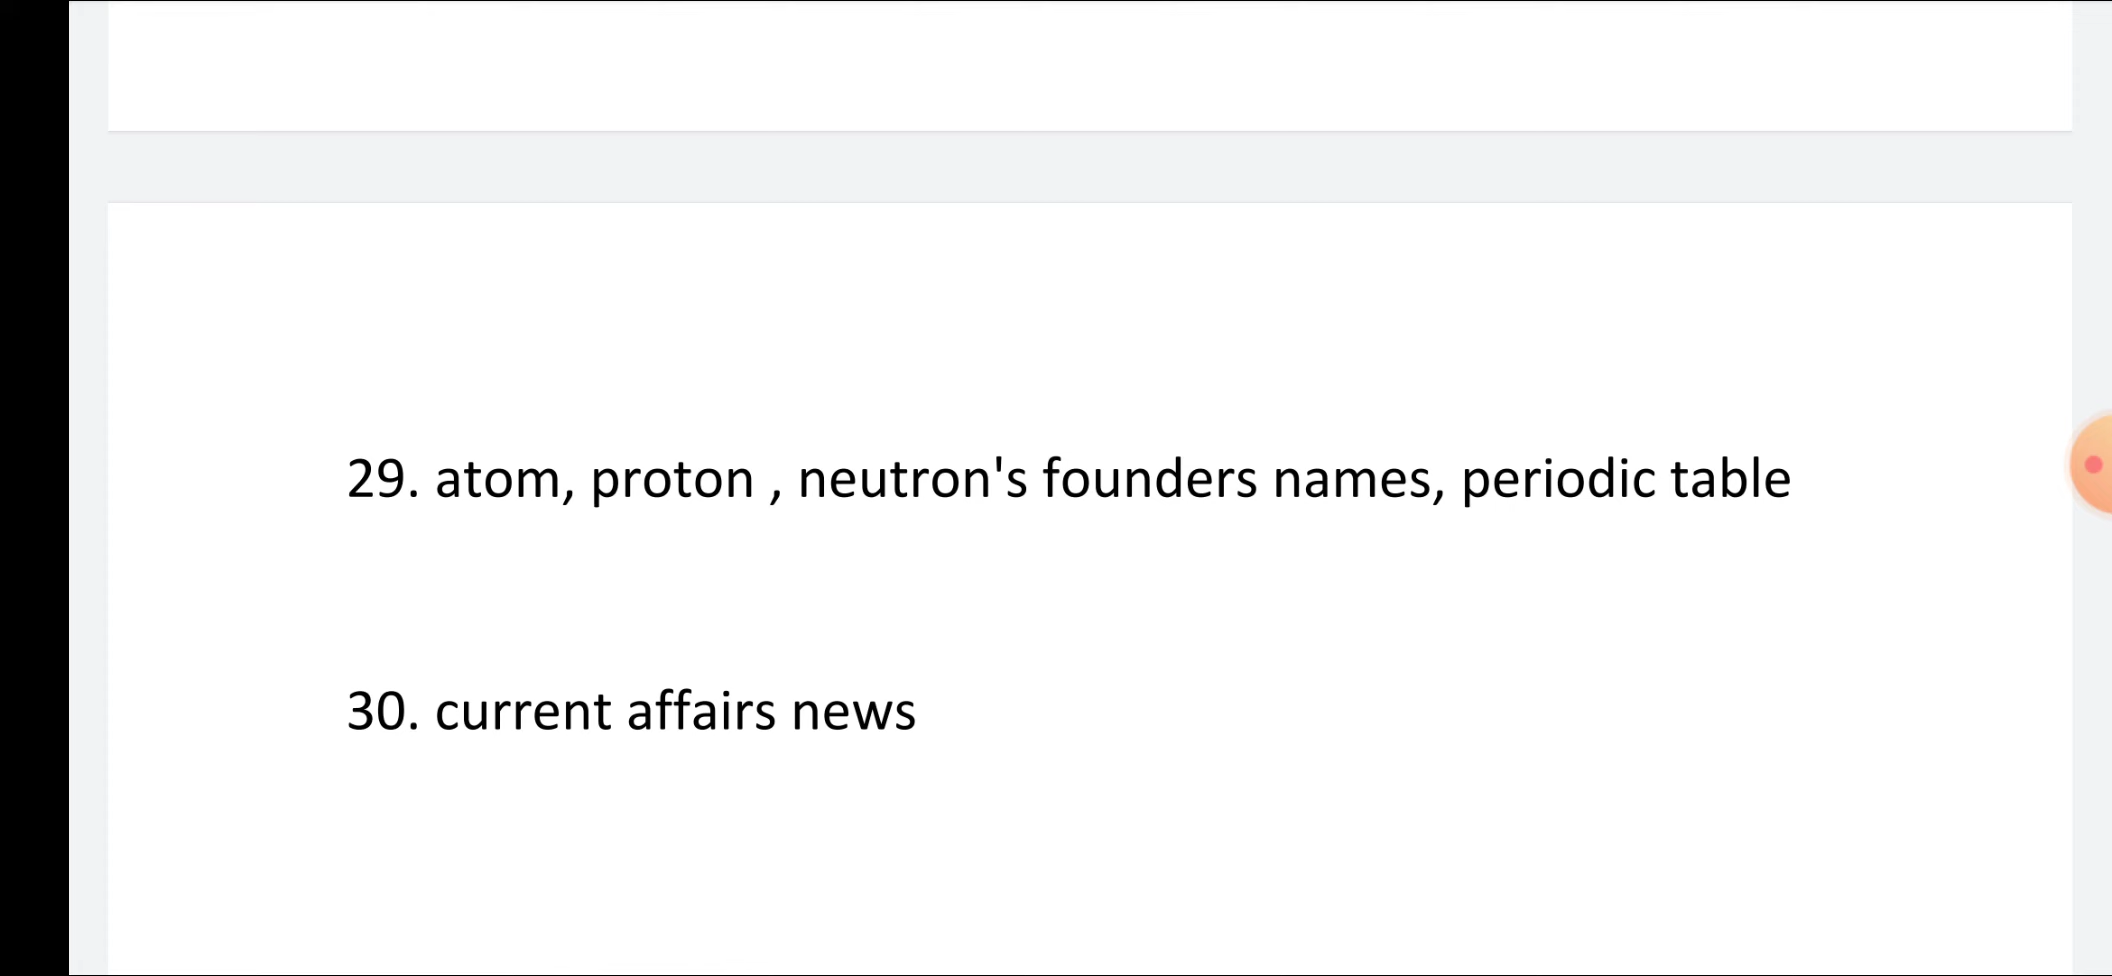 29. atom, proton , neutron's founders names, periodic table
30. current affairs news